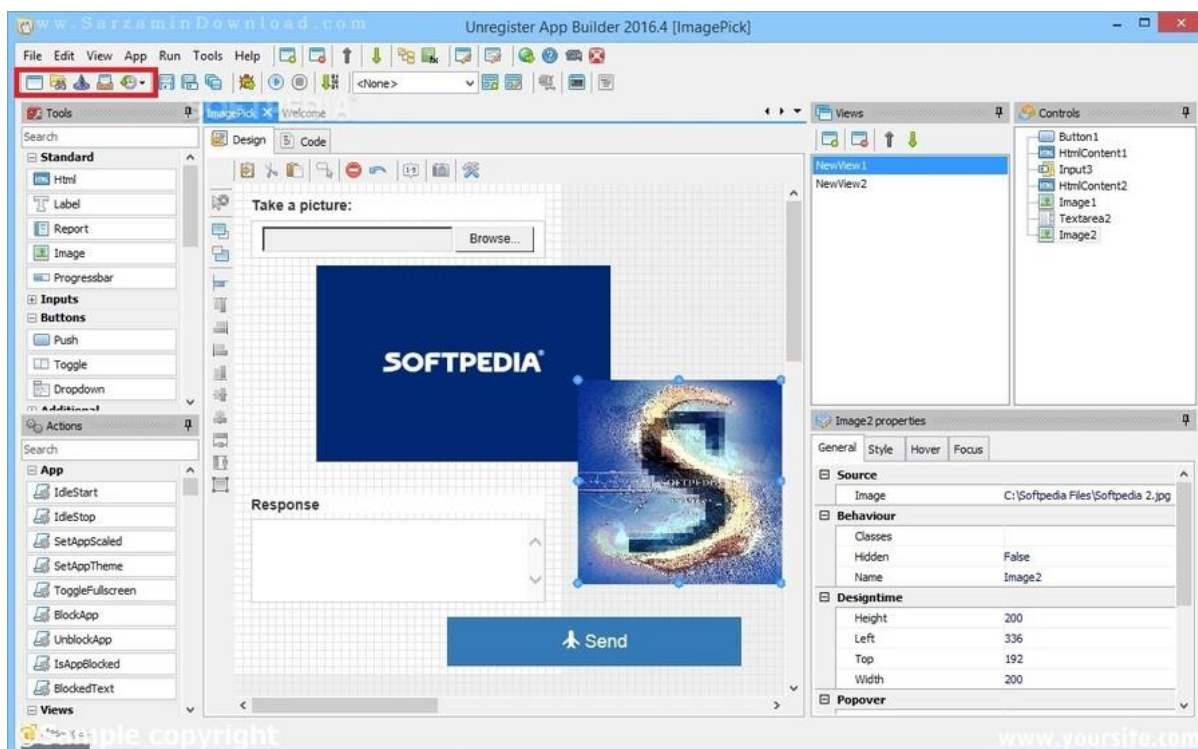 www.SarzaminDownload.com
Unregister App Builder 2016.4 [ImagePick]
File Edit View App Run Tools Help
<None>
Tools
Search
Standard
Html
Label
Report
Image
Progressbar
Inputs
Buttons
Push
Toggle
Dropdown
Additional
Actions
Search
App
IdleStart
IdleStop
SetAppScaled
SetAppTheme
ToggleFullscreen
BlockApp
UnblockApp
IsAppBlocked
BlockedText
Views
SOFTPEDIA
ImagePick Welcome
Design Code
Take a picture:
Browse...
SOFTPEDIA®
SOFTPEDIA
Response
Send
Views
NewView1
NewView2
Controls
Button1
HtmlContent1
Input3
HtmlContent2
Image1
Textarea2
Image2
Image2 properties
General Style Hover Focus
Source
Image C:\Softpedia Files\Softpedia 2.jpg
Behaviour
Classes
Hidden False
Name Image2
Designtime
Height 200
Left 336
Top 192
Width 200
Popover
Sample copyright
www.yoursite.com